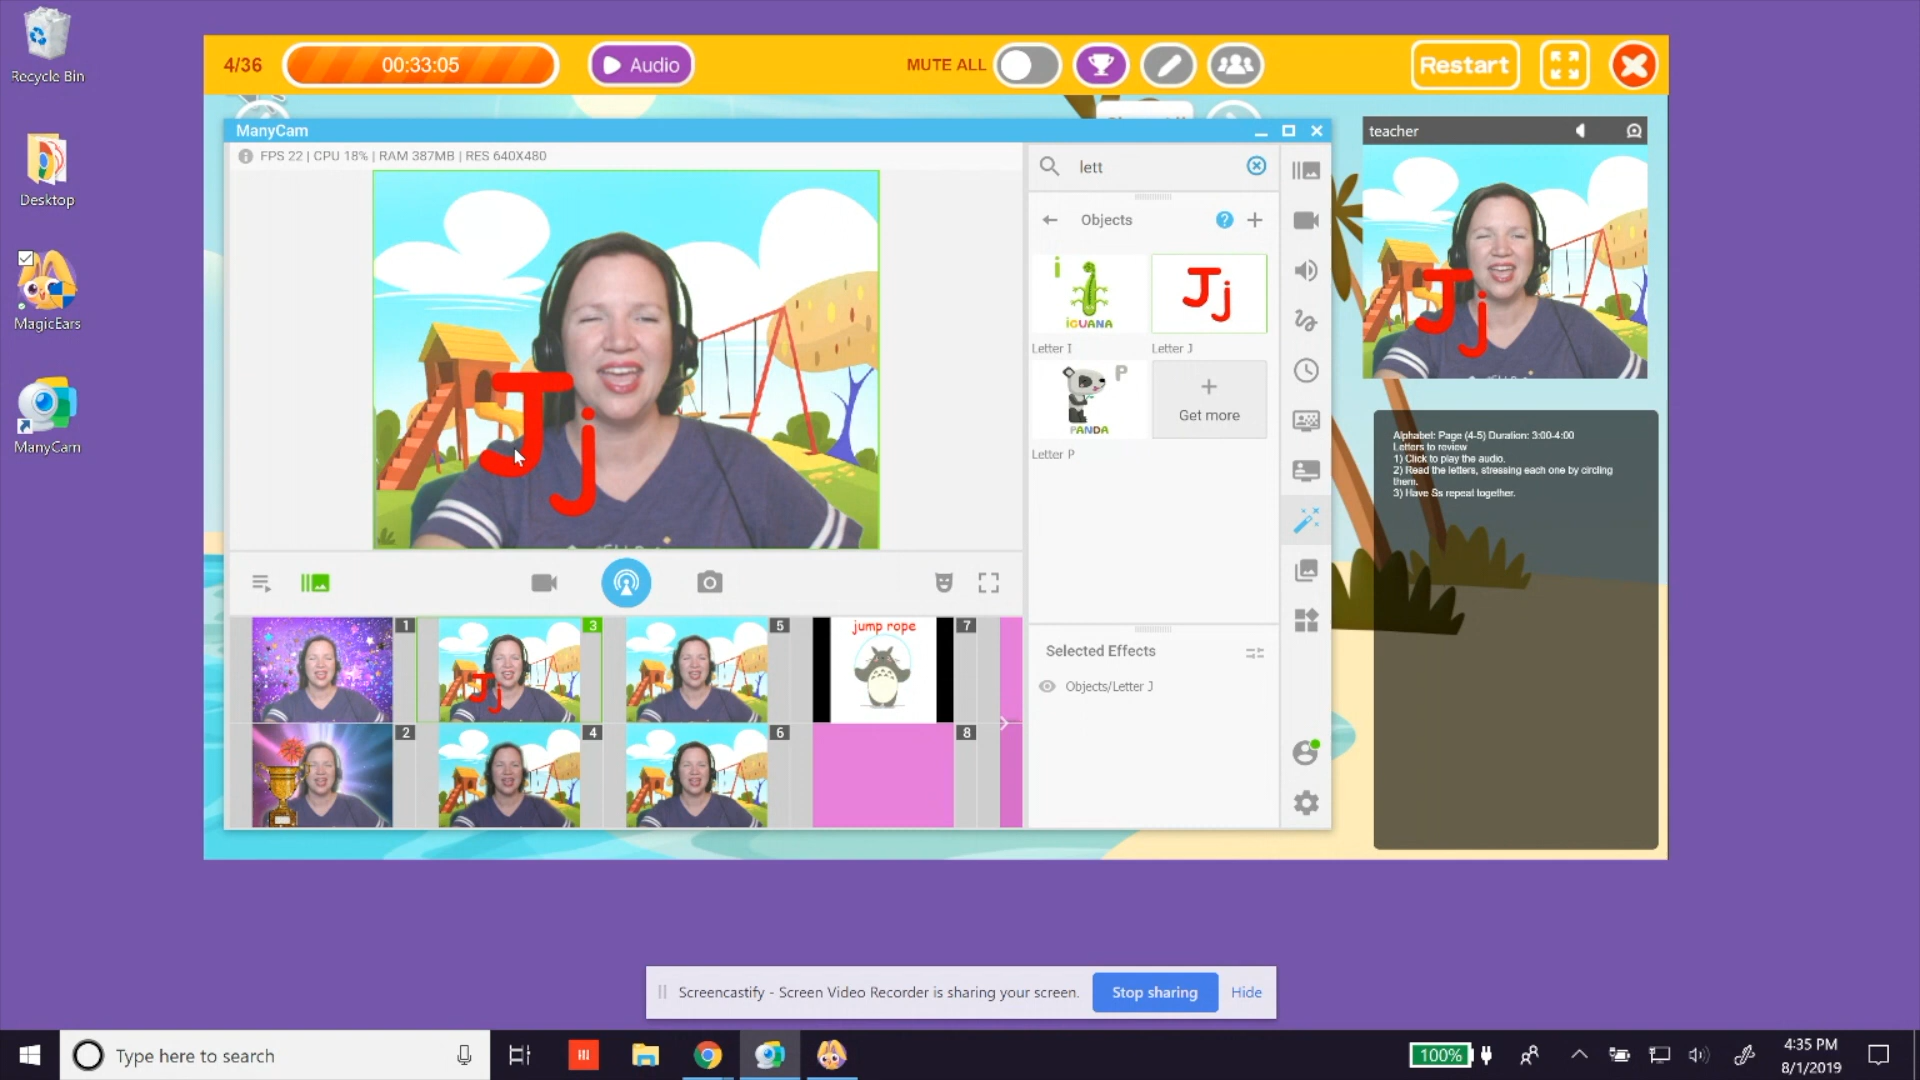 Recycle Bin
Desktop
MagicEars
ManyCam
4/36
00:33:05
Audio
MUTE ALL
Restart
ManyCam
FPS 22 | CPU 18% | RAM 387MB | RES 640X480
Jj
lett
Objects
i
iGUANA
Jj
Letter I
Letter J
P
PANDA
Get more
Letter P
Selected Effects
Objects/Letter J
1
3
5
7
jump rope
Jj
2
4
6
8
teacher
Jj
Alphabet: Page (4-5) Duration: 3:00-4:00
Letters to review
1) Click to play the audio.
2) Read the letters, stressing each one by circling
them.
3) Have Ss repeat together.
Screencastify - Screen Video Recorder is sharing your screen.
Stop sharing
Hide
Type here to search
100%
4:35 PM
8/1/2019